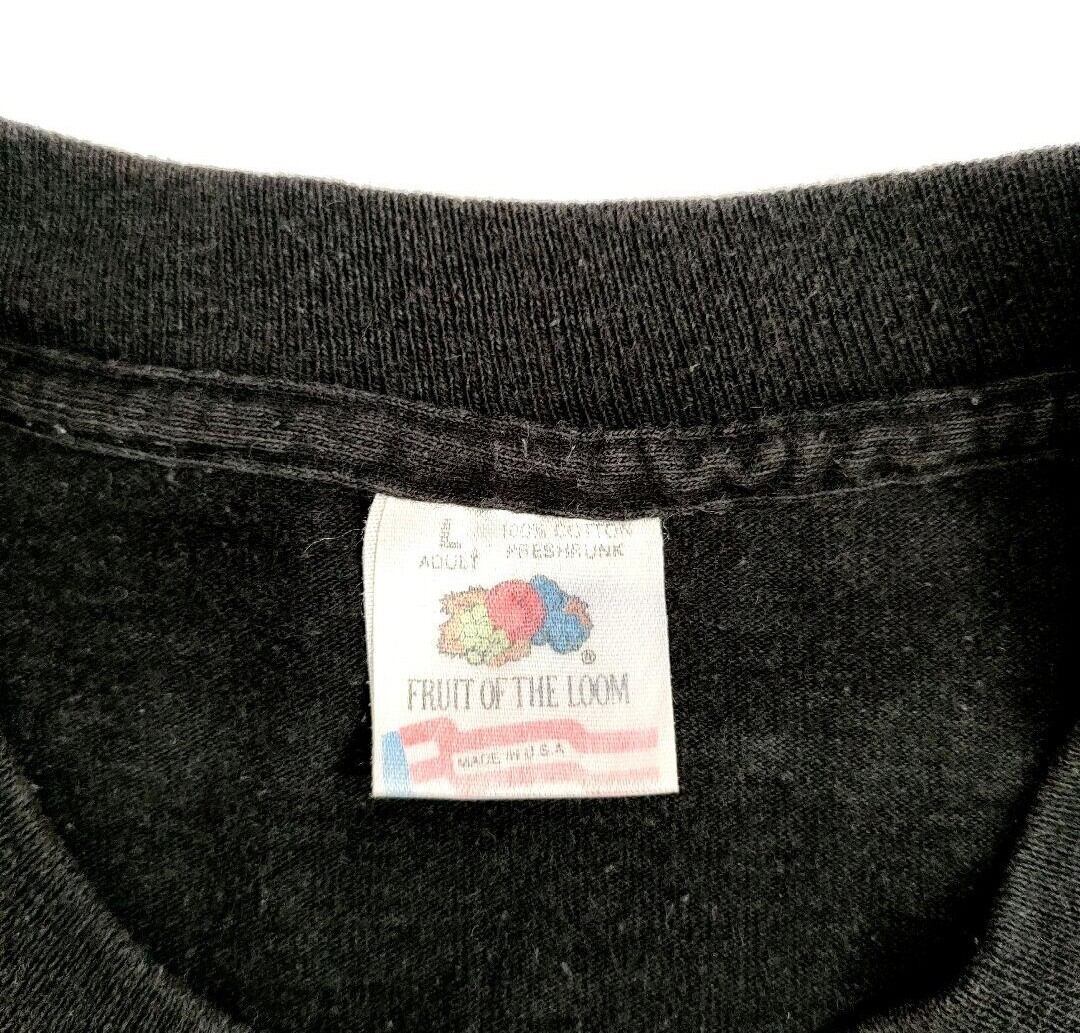 L 100% COTTON
ADULT PRESHRUNK
®
FRUIT OF THE LOOM
MADE IN U.S.A